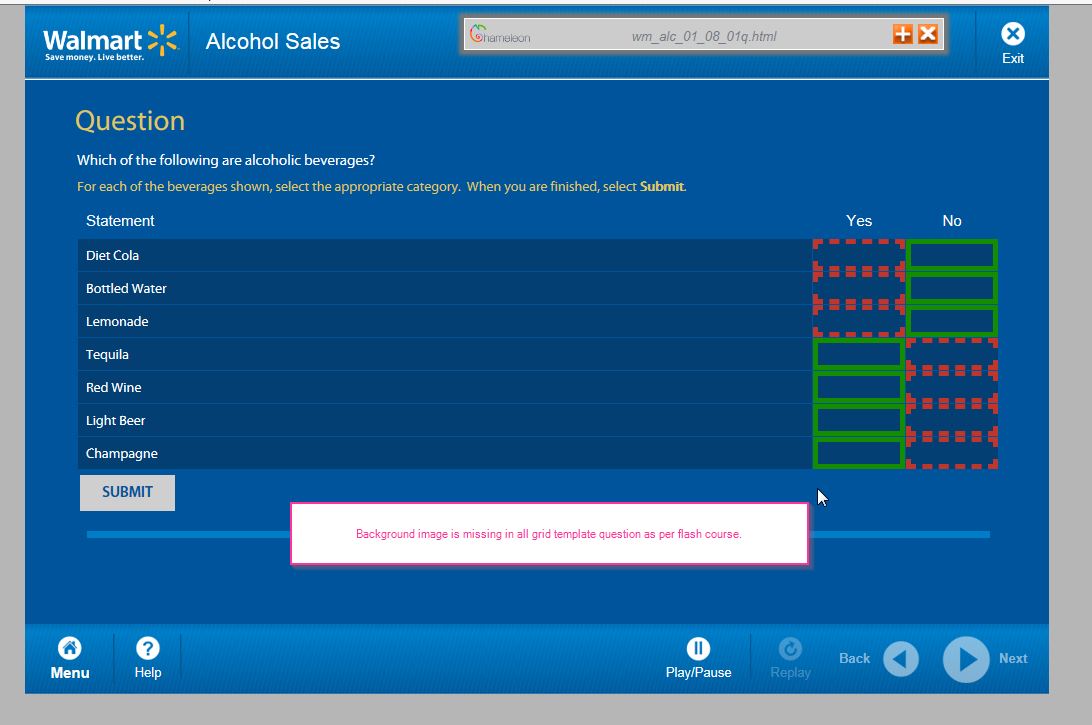 Walmart
Save money. Live better.
Alcohol Sales
Chameleon
wm_alc_01_08_01q.html
Exit
Question
Which of the following are alcoholic beverages?
For each of the beverages shown, select the appropriate category. When you are finished, select Submit.
Statement Yes No
Diet Cola
Bottled Water
Lemonade
Tequila
Red Wine
Light Beer
Champagne
SUBMIT
Background image is missing in all grid template question as per flash course.
Menu
Help
Play/Pause
Replay
Back
Next